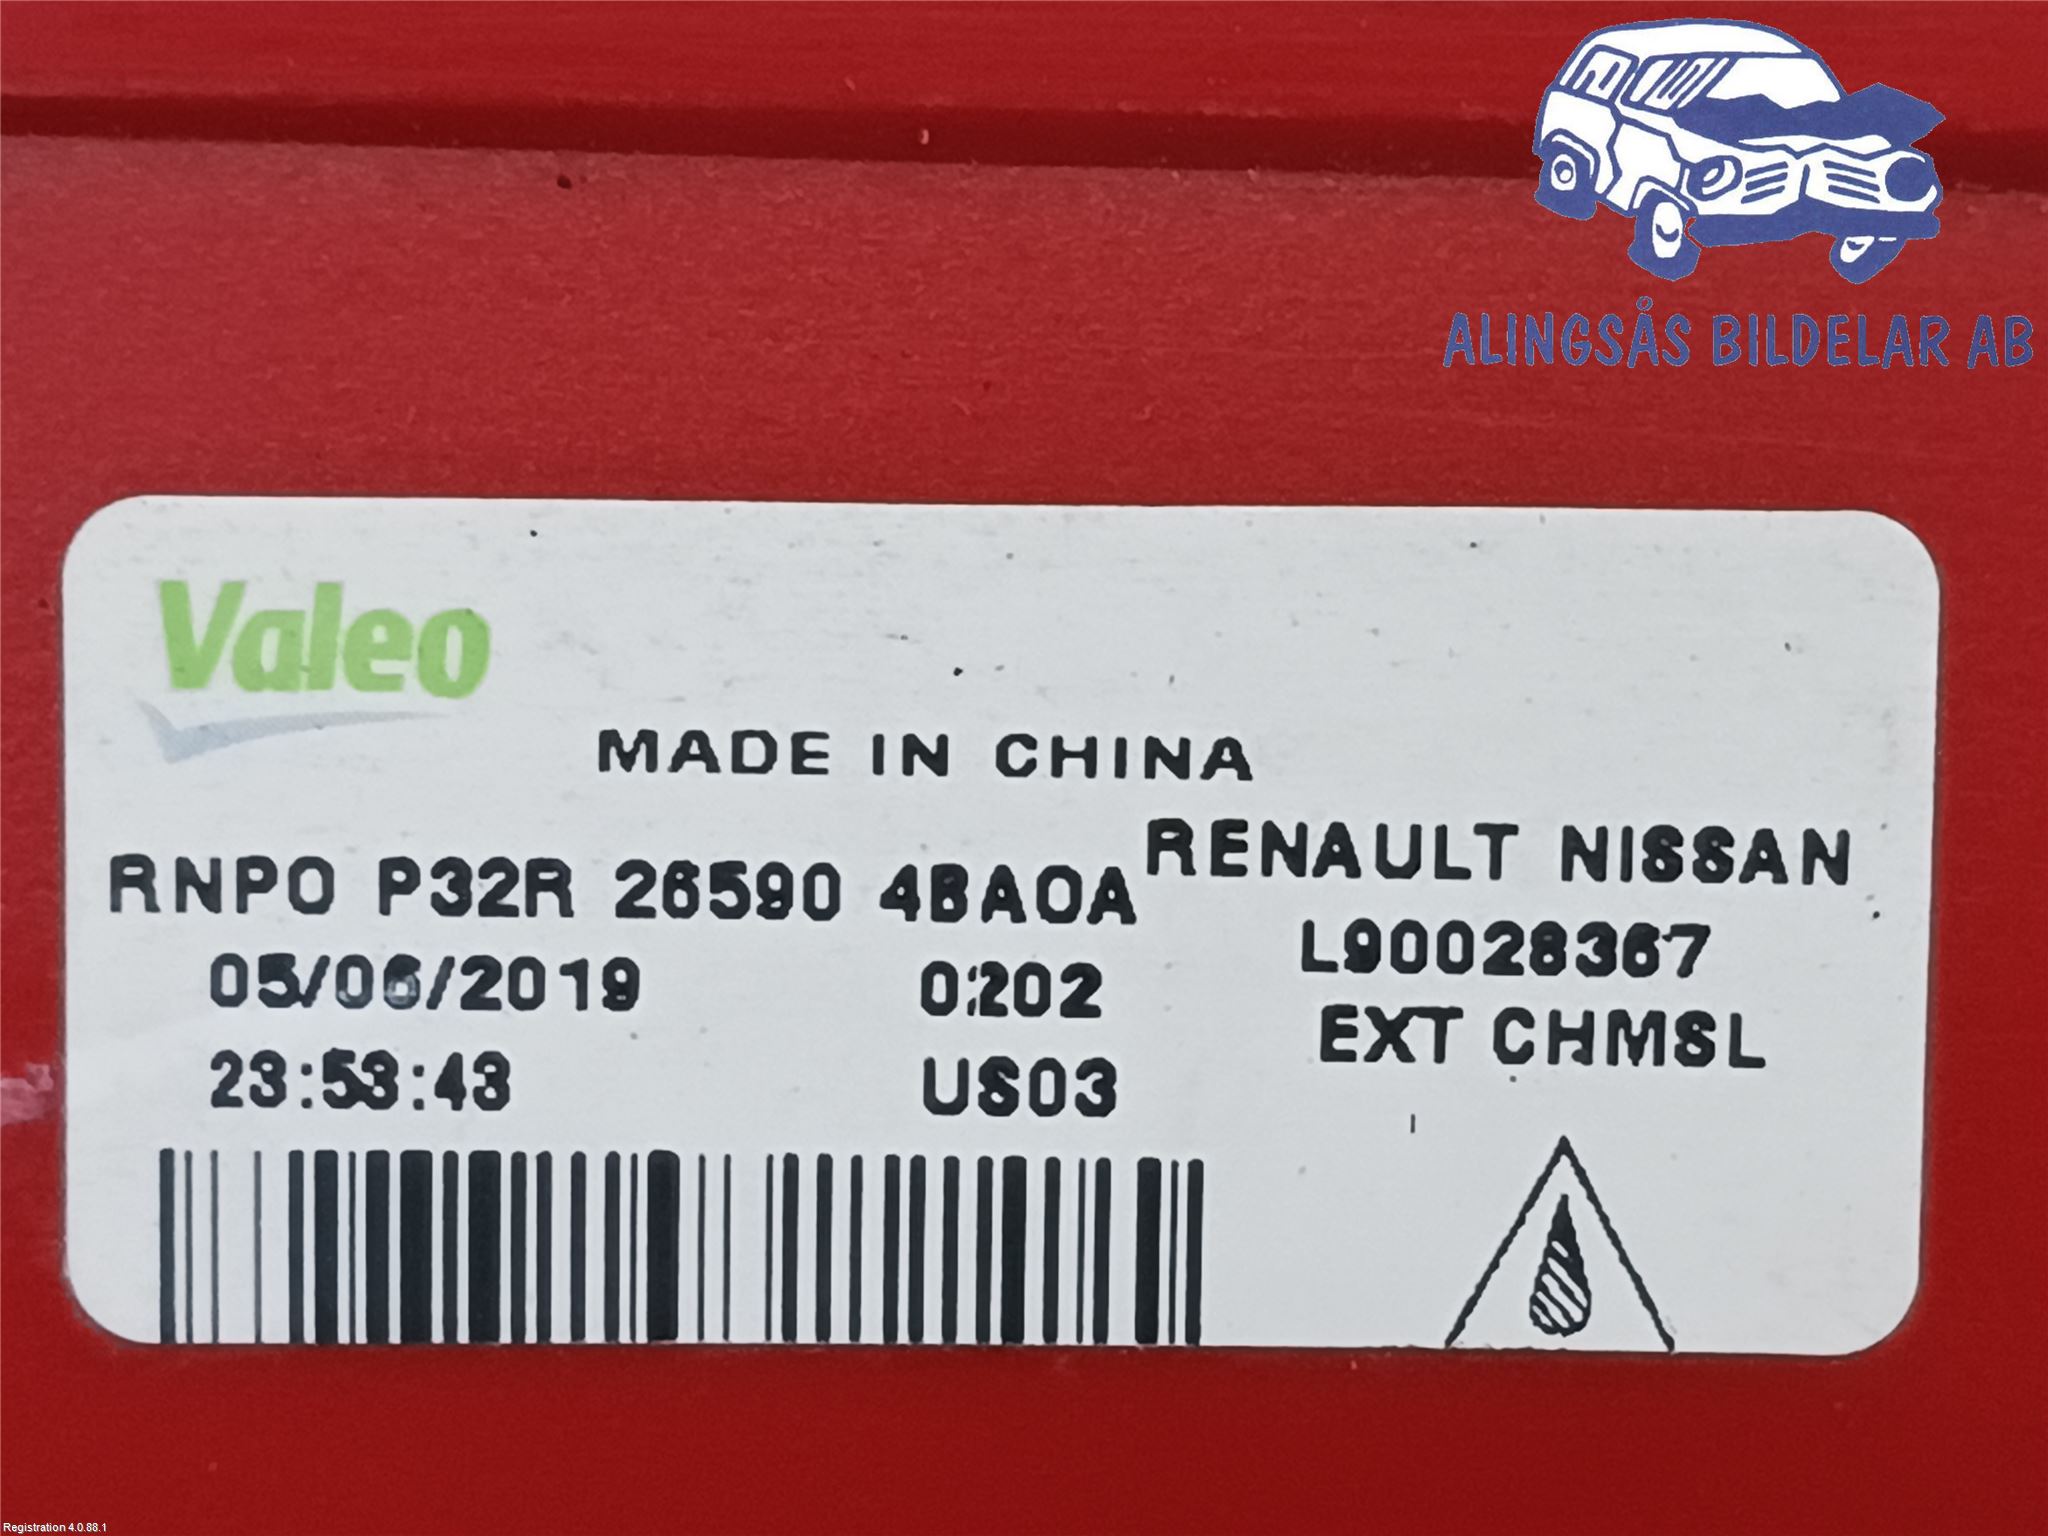 ALINGSÅS BILDELAR AB
Valeo
MADE IN CHINA
RENAULT NISSAN
RNPO P32R 26590 4BA0A
L90028367
05/06/2019 0202
EXT CHMSL
23:53:43 US03
Registration 4.0.88.1